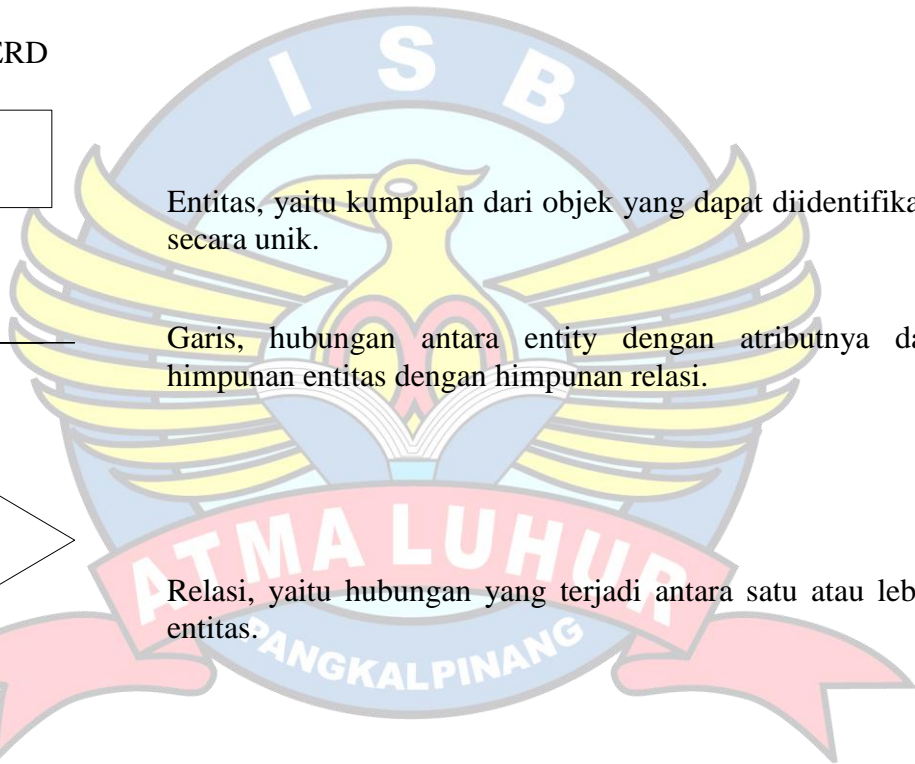 ERD
I S B
Entitas, yaitu kumpulan dari objek yang dapat diidentifika
secara unik.
Garis, hubungan antara entity dengan atributnya da
himpunan entitas dengan himpunan relasi.
ATMA LUHUR
Relasi, yaitu hubungan yang terjadi antara satu atau leb
entitas.
PANGKALPINANG